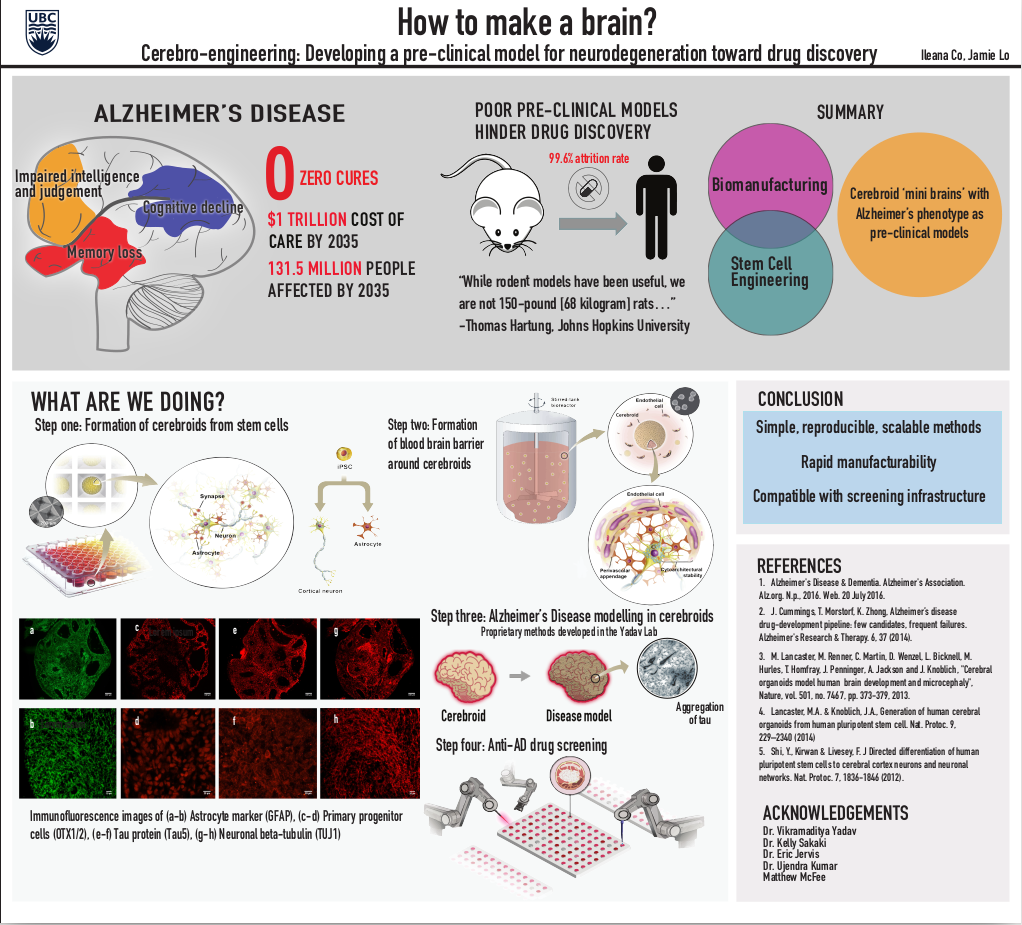 UBC
How to make a brain?
Cerebro-engineering: Developing a pre-clinical model for neurodegeneration toward drug discovery
Ileana Co, Jamie Lo
ALZHEIMER'S DISEASE
Impaired intelligence
and judgement
Cognitive decline
Memory loss
0 ZERO CURES
$1 TRILLION COST OF
CARE BY 2035
131.5 MILLION PEOPLE
AFFECTED BY 2035
POOR PRE-CLINICAL MODELS
HINDER DRUG DISCOVERY
99.6% attrition rate
"While rodent models have been useful, we
are not 150-pound [68 kilogram] rats..."
-Thomas Hartung, Johns Hopkins University
SUMMARY
Biomanufacturing
Stem Cell
Engineering
Cerebroid 'mini brains' with
Alzheimer's phenotype as
pre-clinical models
WHAT ARE WE DOING?
Step one: Formation of cerebroids from stem cells
Synapse
Neuron
Astrocyte
iPSC
Astrocyte
Cortical neuron
Step two: Formation
of blood brain barrier
around cerebroids
Stirred-tank
bioreactor
Endothelial
cell
Cerebroid
Endothelial cell
Perivascular
appendage
Cytoarchitectural
stability
a
c
e
g
b
d
f
h
Immunofluorescence images of (a-b) Astrocyte marker (GFAP), (c-d) Primary progenitor
cells (OTX1/2), (e-f) Tau protein (Tau5), (g-h) Neuronal beta-tubulin (TUJ1)
Step three: Alzheimer's Disease modelling in cerebroids
Proprietary methods developed in the Yadav Lab
Cerebroid
Disease model
Aggregation
of tau
Step four: Anti-AD drug screening
CONCLUSION
Simple, reproducible, scalable methods
Rapid manufacturability
Compatible with screening infrastructure
REFERENCES
1. Alzheimer's Disease & Dementia. Alzheimer's Association.
Alz.org. N.p., 2016. Web. 20 July 2016.
2. J. Cummings, T. Morstorf, K. Zhong, Alzheimer's disease
drug-development pipeline: few candidates, frequent failures.
Alzheimer's Research & Therapy. 6, 37 (2014).
3. M. Lancaster, M. Renner, C. Martin, D. Wenzel, L. Bicknell, M.
Hurles, T. Homfray, J. Penninger, A. Jackson and J. Knoblich, "Cerebral
organoids model human brain development and microcephaly",
Nature, vol. 501, no. 7467, pp. 373-379, 2013.
4. Lancaster, M.A. & Knoblich, J.A., Generation of human cerebral
organoids from human pluripotent stem cell. Nat. Protoc. 9,
229–2340 (2014)
5. Shi, Y., Kirwan & Livesey, F. J Directed differentiation of human
pluripotent stem cells to cerebral cortex neurons and neuronal
networks. Nat. Protoc. 7, 1836-1846 (2012).
ACKNOWLEDGEMENTS
Dr. Vikramaditya Yadav
Dr. Kelly Sakaki
Dr. Eric Jervis
Dr. Ujendra Kumar
Matthew McFee